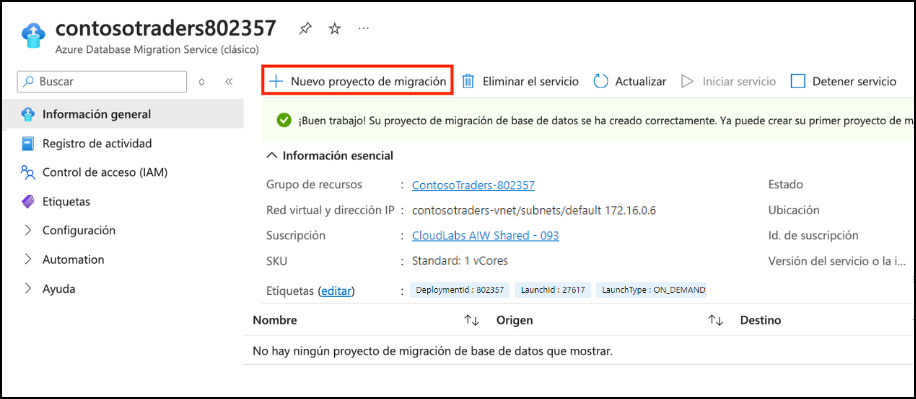 contosotraders802357
Azure Database Migration Service (clásico)
Buscar
Nuevo proyecto de migración
Eliminar el servicio
Actualizar
Iniciar servicio
Detener servicio
Información general
Registro de actividad
Control de acceso (IAM)
Etiquetas
Configuración
Automation
Ayuda
¡Buen trabajo! Su proyecto de migración de base de datos se ha creado correctamente. Ya puede crear su primer proyecto de m
Información esencial
Grupo de recursos : ContosoTraders-802357
Estado
Red virtual y dirección IP : contosotraders-vnet/subnets/default 172.16.0.6
Ubicación
Suscripción : CloudLabs AIW Shared - 093
Id. de suscripción
SKU : Standard: 1 vCores
Versión del servicio o la i...
Etiquetas (editar) : DeploymentId : 802357 LaunchId : 27617 LaunchType : ON_DEMAND
Nombre Origen Destino
No hay ningún proyecto de migración de base de datos que mostrar.